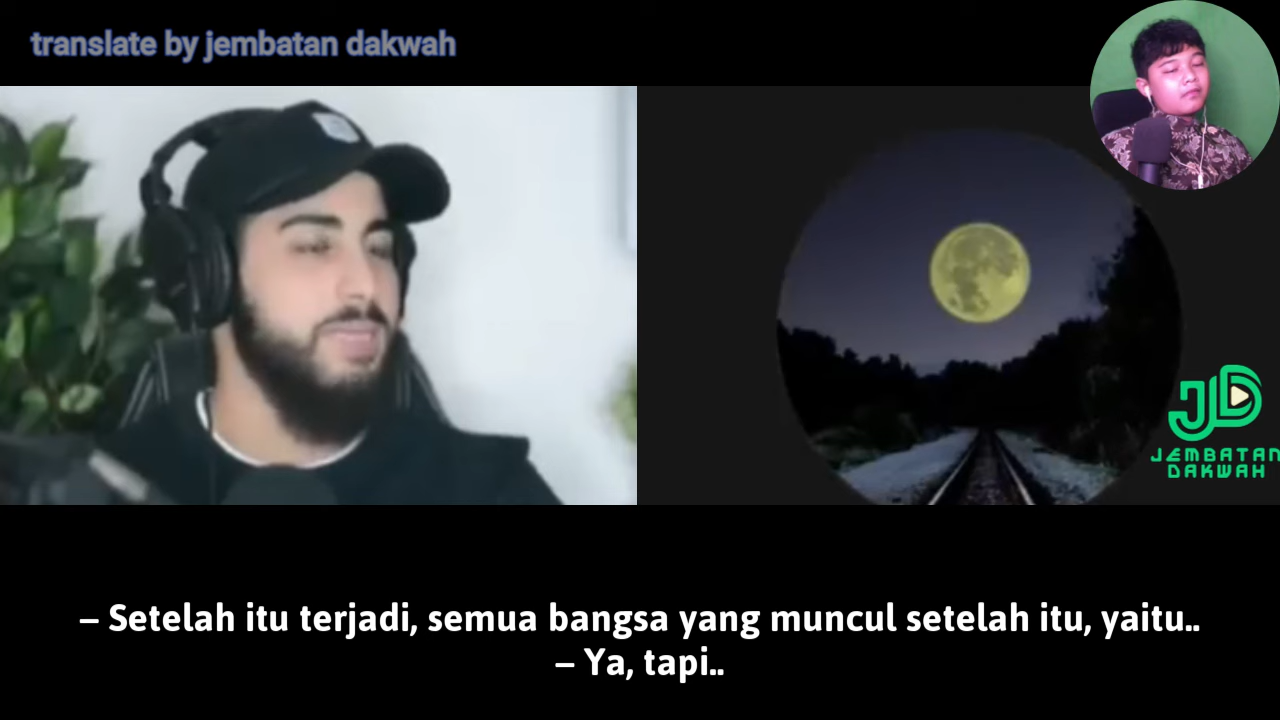 translate by jembatan dakwah
JD
JEMBATAN
DAKWAH
– Setelah itu terjadi, semua bangsa yang muncul setelah itu, yaitu..
– Ya, tapi..